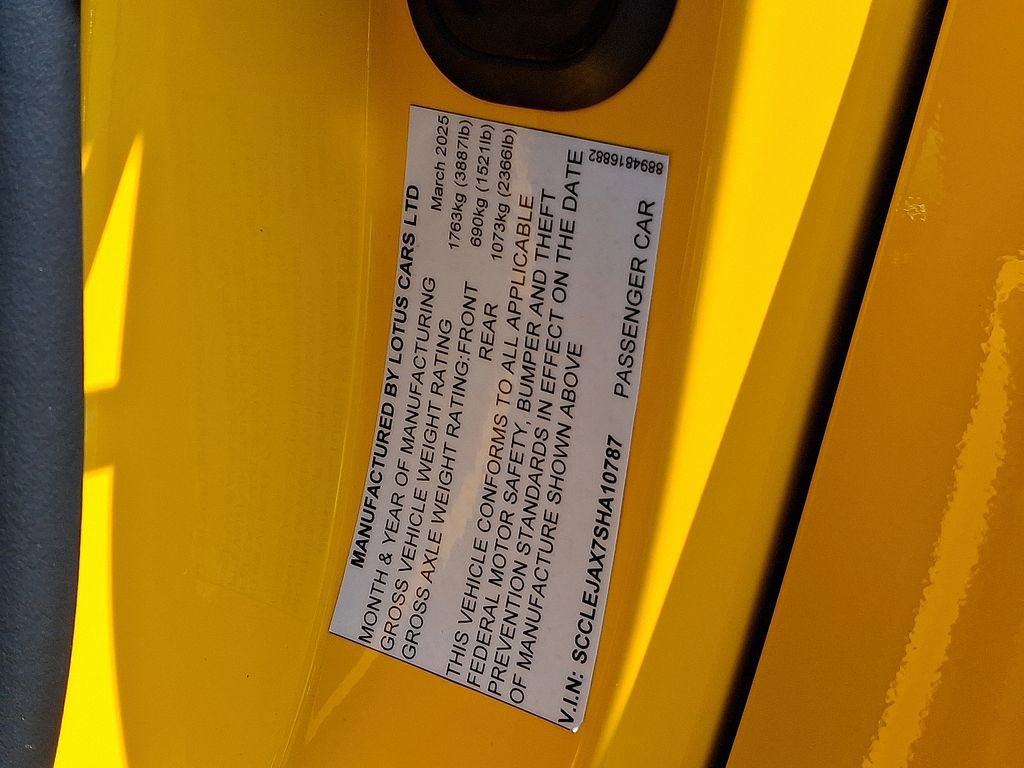 MANUFACTURED BY LOTUS CARS LTD
MONTH & YEAR OF MANUFACTURING March 2025
GROSS VEHICLE WEIGHT RATING 1763kg (3887lb)
GROSS AXLE WEIGHT RATING:FRONT 690kg (1521lb)
REAR 1073kg (2366lb)
THIS VEHICLE CONFORMS TO ALL APPLICABLE
FEDERAL MOTOR SAFETY, BUMPER AND THEFT
PREVENTION STANDARDS IN EFFECT ON THE DATE
OF MANUFACTURE SHOWN ABOVE
V.I.N: SCCLEJAX7SHA10787 PASSENGER CAR
8894816882